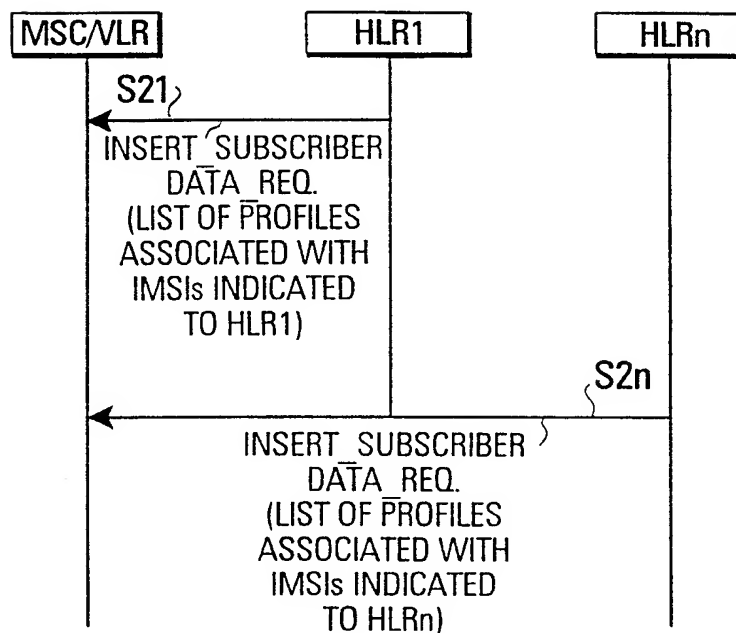 MSC/VLR
HLR1
HLRn
S21
INSERT_SUBSCRIBER
DATA_REQ.
(LIST OF PROFILES
ASSOCIATED WITH
IMSIs INDICATED
TO HLR1)
S2n
INSERT_SUBSCRIBER
DATA_REQ.
(LIST OF PROFILES
ASSOCIATED WITH
IMSIs INDICATED
TO HLRn)